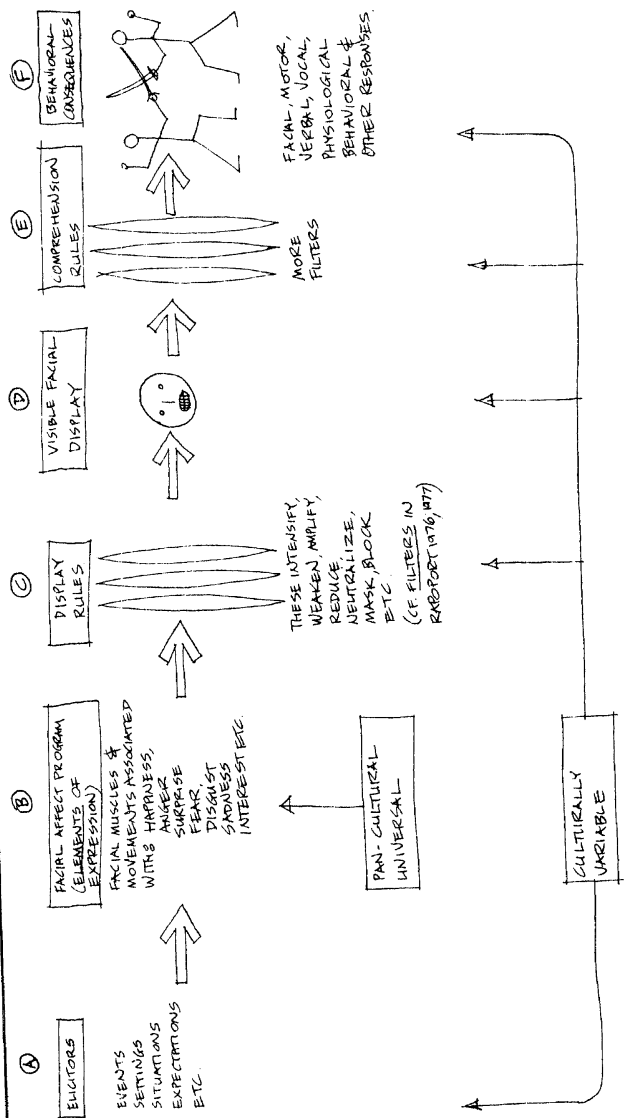 A
ELICITORS
EVENTS
SETTINGS
SITUATIONS
EXPECTATIONS
ETC.
B
FACIAL AFFECT PROGRAM
(ELEMENTS OF
EXPRESSION)
FACIAL MUSCLES &
MOVEMENTS ASSOCIATED
WITH: HAPPINESS,
ANGER
SURPRISE
FEAR,
DISGUST
SADNESS
INTEREST ETC.
PAN-CULTURAL
UNIVERSAL
C
DISPLAY
RULES
THESE INTENSIFY,
WEAKEN, AMPLIFY,
REDUCE,
NEUTRALIZE,
MASK, BLOCK
ETC.
(CF. FILTERS IN
RAPOPORT 1976, 1977)
D
VISIBLE FACIAL
DISPLAY
E
COMPREHENSION
RULES
MORE
FILTERS
F
BEHAVIORAL
CONSEQUENCES
FACIAL, MOTOR,
VERBAL, VOCAL,
PHYSIOLOGICAL
BEHAVIORAL &
OTHER RESPONSES.
CULTURALLY
VARIABLE